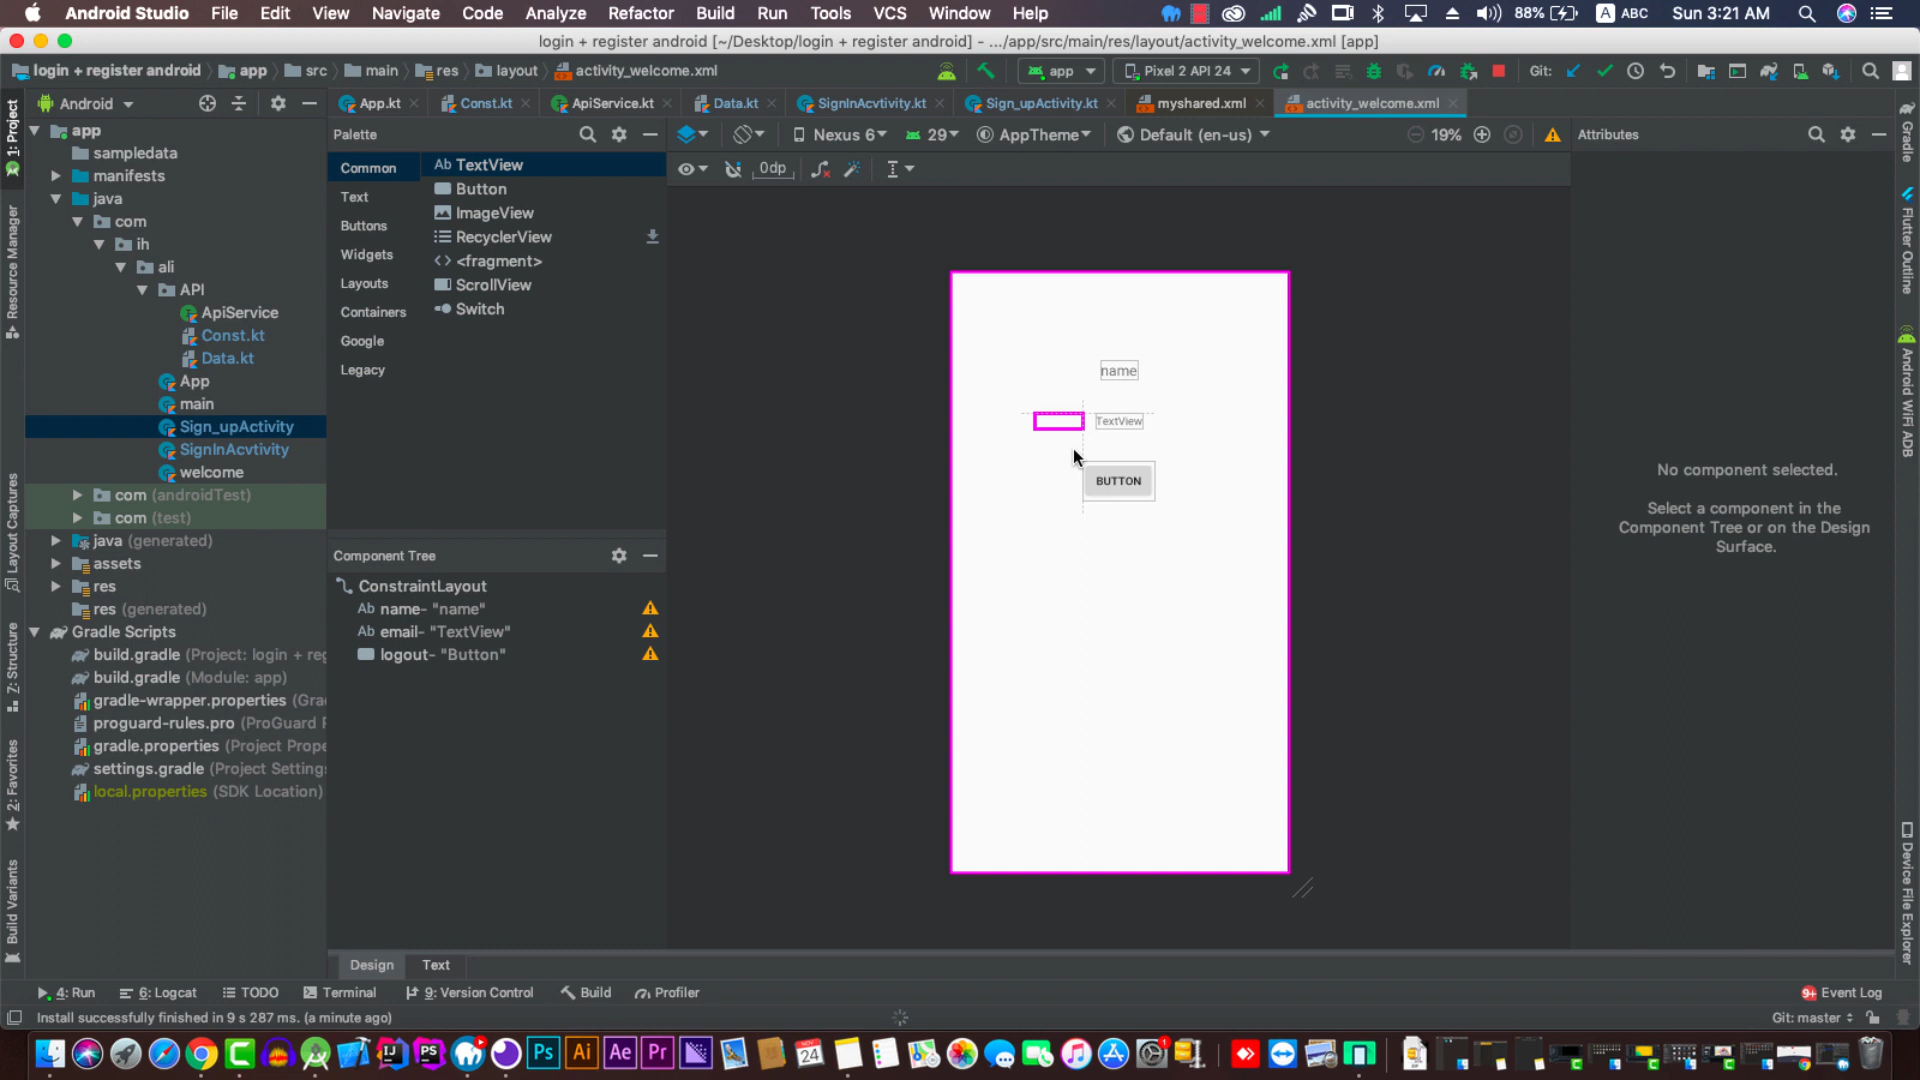 Android Studio File Edit View Navigate Code Analyze Refactor Build Run Tools VCS Window Help 88% A ABC Sun 3:21 AM
login + register android [~/Desktop/login + register android] - .../app/src/main/res/layout/activity_welcome.xml [app]
login + register android app src main res layout activity_welcome.xml app Pixel 2 API 24 Git:
Android App.kt Const.kt ApiService.kt Data.kt SignInAcvtivity.kt Sign_upActivity.kt myshared.xml activity_welcome.xml
1: Project
Resource Manager
Layout Captures
7: Structure
2: Favorites
Build Variants
app
sampledata
manifests
java
com
ih
ali
API
ApiService
Const.kt
Data.kt
App
main
Sign_upActivity
SignInAcvtivity
welcome
com (androidTest)
com (test)
java (generated)
assets
res
res (generated)
Gradle Scripts
build.gradle (Project: login + reg
build.gradle (Module: app)
gradle-wrapper.properties (Gra
proguard-rules.pro (ProGuard R
gradle.properties (Project Prope
settings.gradle (Project Settings
local.properties (SDK Location)
Palette
Common
Text
Buttons
Widgets
Layouts
Containers
Google
Legacy
Ab TextView
Button
ImageView
RecyclerView
<fragment>
ScrollView
Switch
Component Tree
ConstraintLayout
Ab name- "name"
Ab email- "TextView"
logout- "Button"
Nexus 6 29 AppTheme Default (en-us) 19%
0dp
name
TextView
BUTTON
Attributes
No component selected.
Select a component in the
Component Tree or on the Design
Surface.
Gradle
Flutter Outline
Android WiFi ADB
Device File Explorer
Design Text
4: Run 6: Logcat TODO Terminal 9: Version Control Build Profiler 9+ Event Log
Install successfully finished in 9 s 287 ms. (a minute ago) Git: master
IJ PS Ps Ai Ae Pr NOV 24